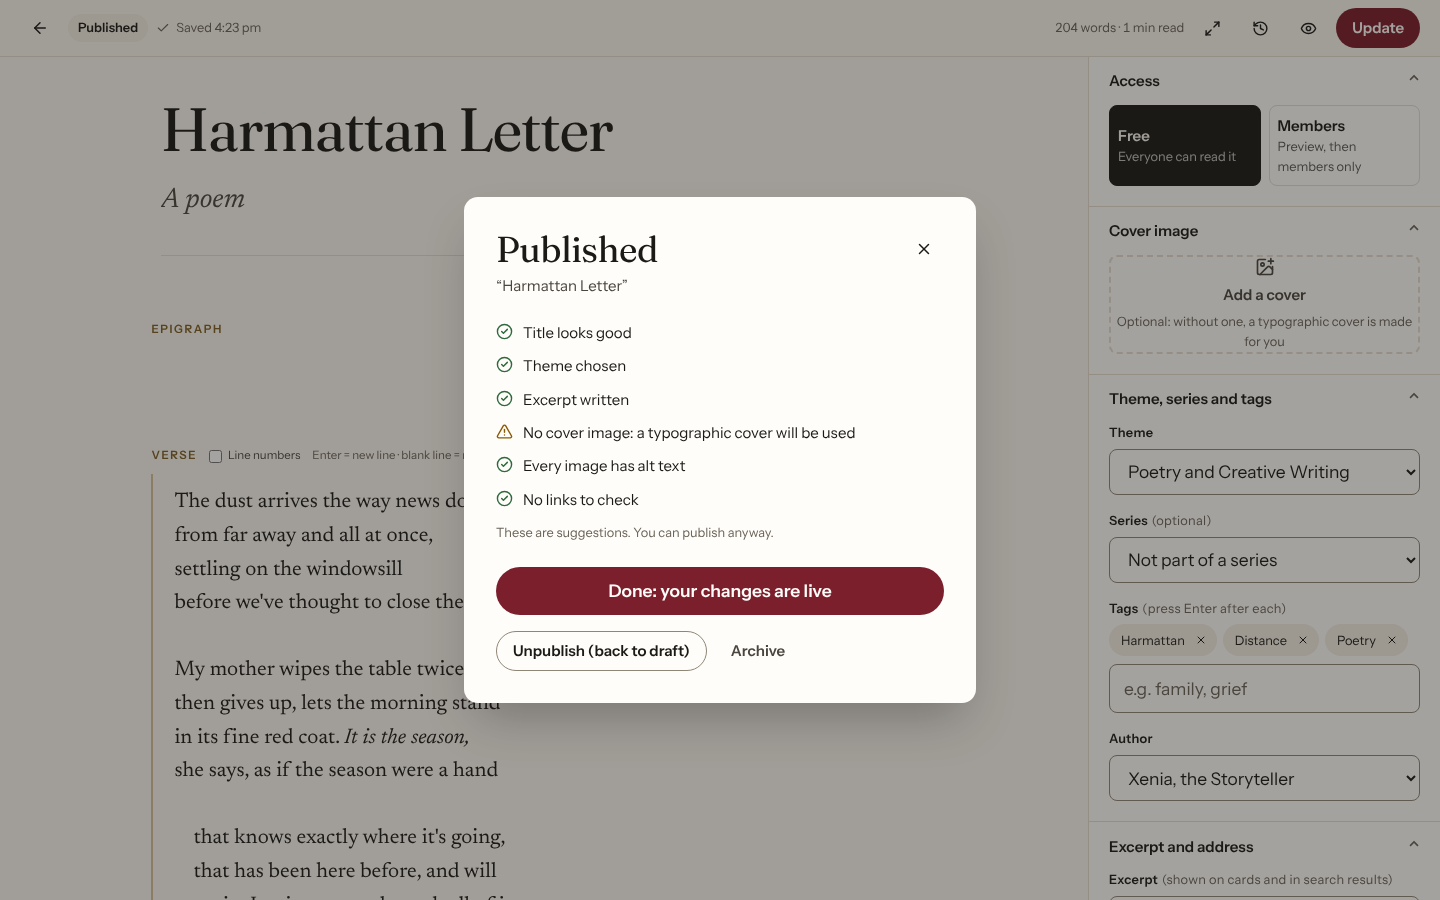 Published
Saved 4:23 pm
204 words · 1 min read
Update
Harmattan Letter
A poem
EPIGRAPH
VERSE
Line numbers
Enter = new line · blank line =
The dust arrives the way news do
from far away and all at once,
settling on the windowsill
before we've thought to close the
My mother wipes the table twice
then gives up, lets the morning stand
in its fine red coat. It is the season,
she says, as if the season were a hand
that knows exactly where it's going,
that has been here before, and will
Published
“Harmattan Letter”
Title looks good
Theme chosen
Excerpt written
No cover image: a typographic cover will be used
Every image has alt text
No links to check
These are suggestions. You can publish anyway.
Done: your changes are live
Unpublish (back to draft)
Archive
Access
Free
Everyone can read it
Members
Preview, then
members only
Cover image
Add a cover
Optional: without one, a typographic cover is made
for you
Theme, series and tags
Theme
Poetry and Creative Writing
Series (optional)
Not part of a series
Tags (press Enter after each)
Harmattan
Distance
Poetry
e.g. family, grief
Author
Xenia, the Storyteller
Excerpt and address
Excerpt (shown on cards and in search results)